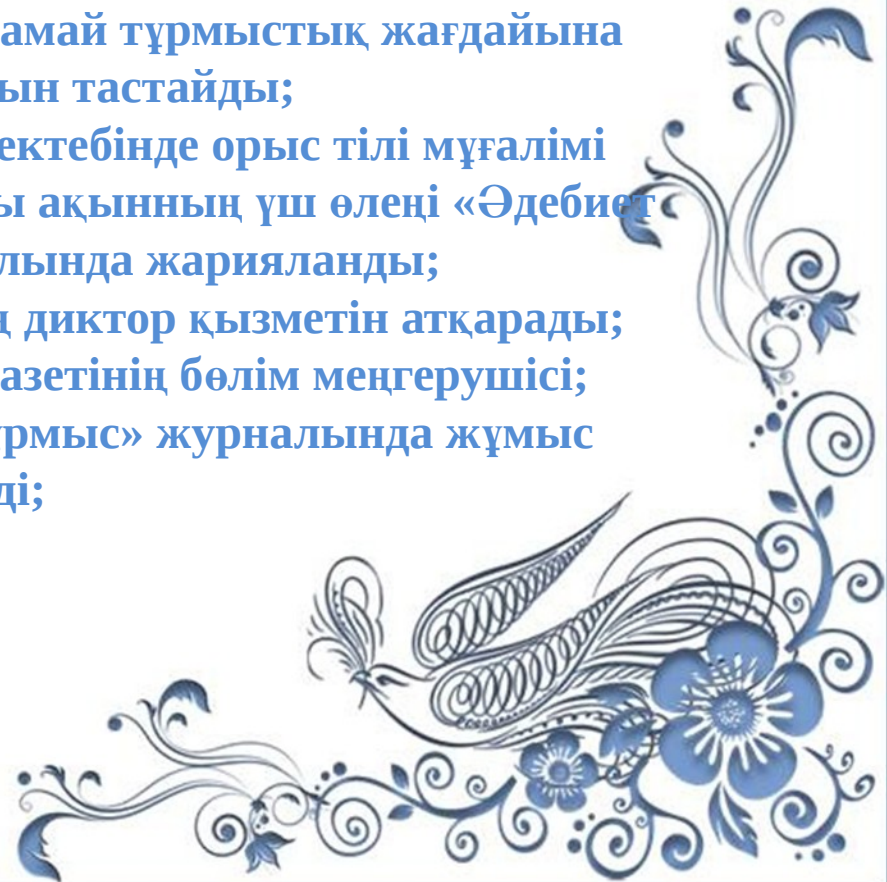 амай тұрмыстық жағдайына
ын тастайды;
ектебінде орыс тілі мұғалімі
ы ақынның үш өлеңі «Әдебиет
лында жарияланды;
ң диктор қызметін атқарады;
азетінің бөлім меңгерушісі;
рмыс» журналында жұмыс
ді;